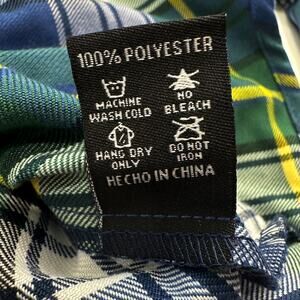 100% POLYESTER
MACHINE
WASH COLD
NO
BLEACH
HANG DRY
ONLY
DO NOT
IRON
HECHO IN CHINA